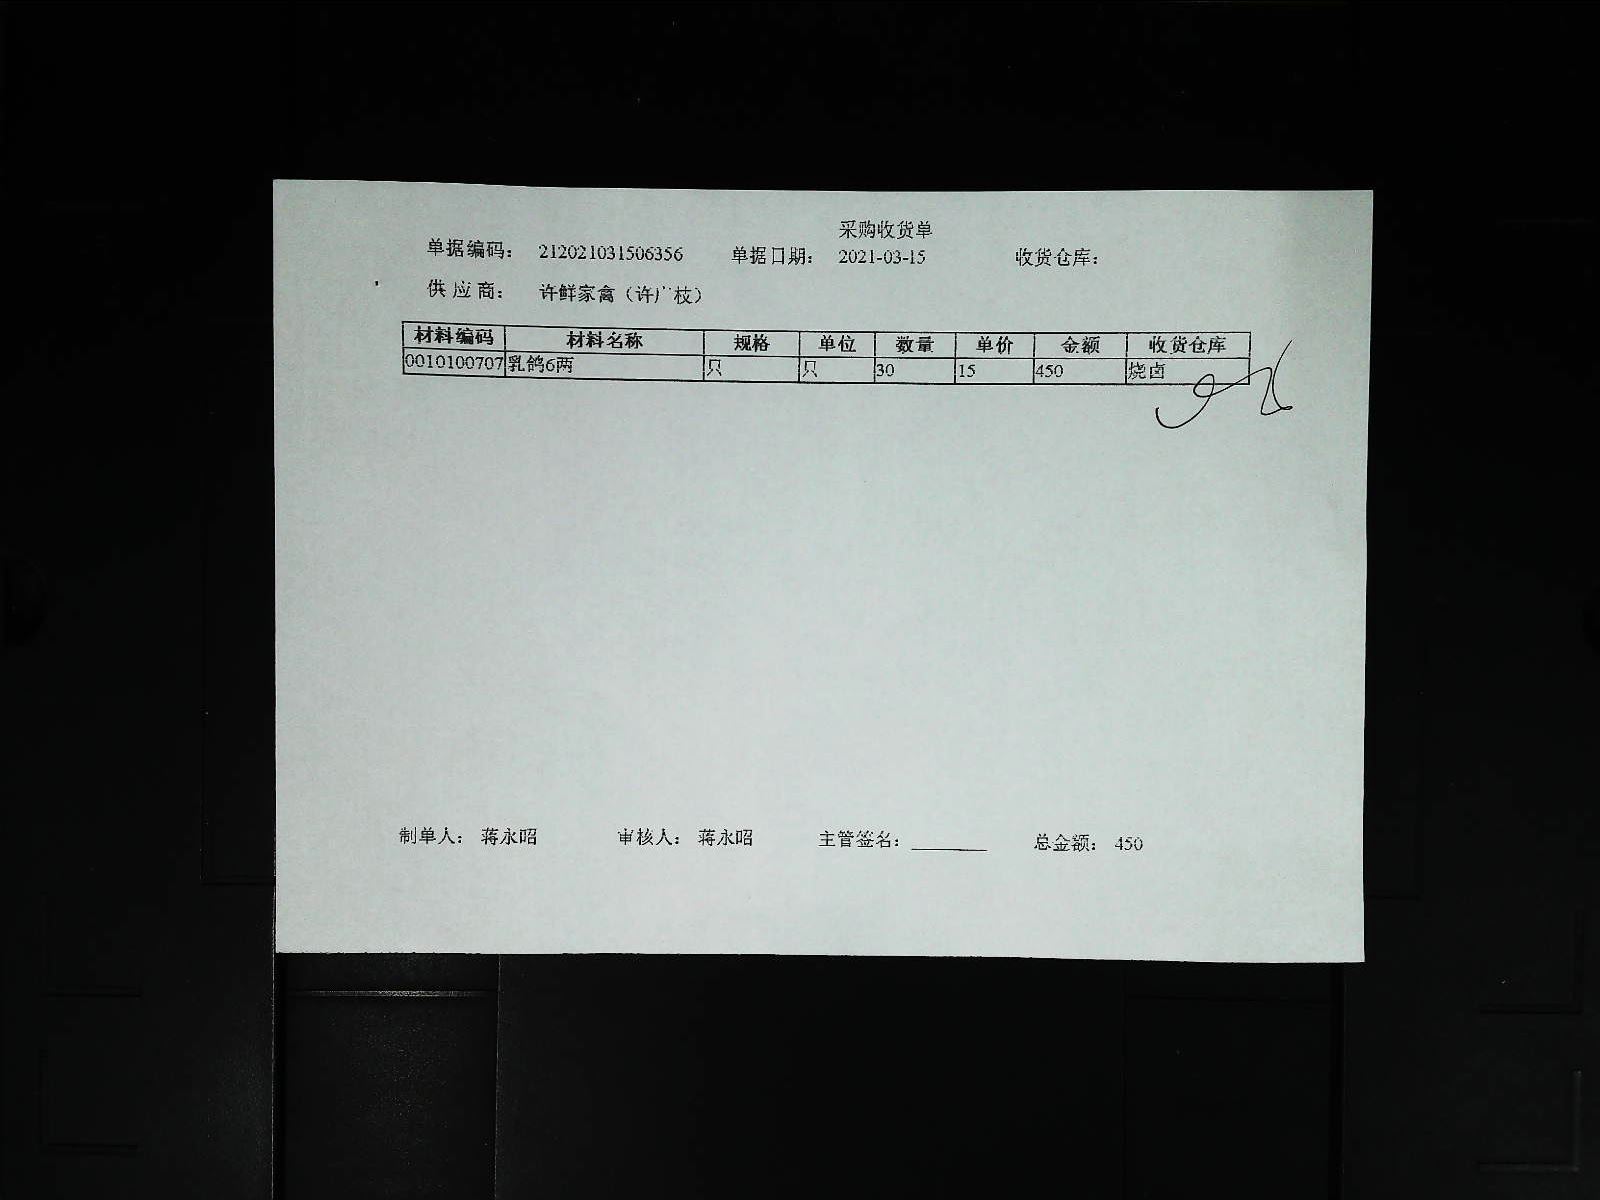 采购收货单
单据编码: 212021031506356 单据日期: 2021-03-15 收货仓库:
供应商: 许鲜家禽（许广枝）
材料编码 材料名称 规格 单位 数量 单价 金额 收货仓库
0010100707 乳鸽6两 只 只 30 15 450 烧卤
制单人: 蒋永昭 审核人: 蒋永昭 主管签名: ______ 总金额: 450